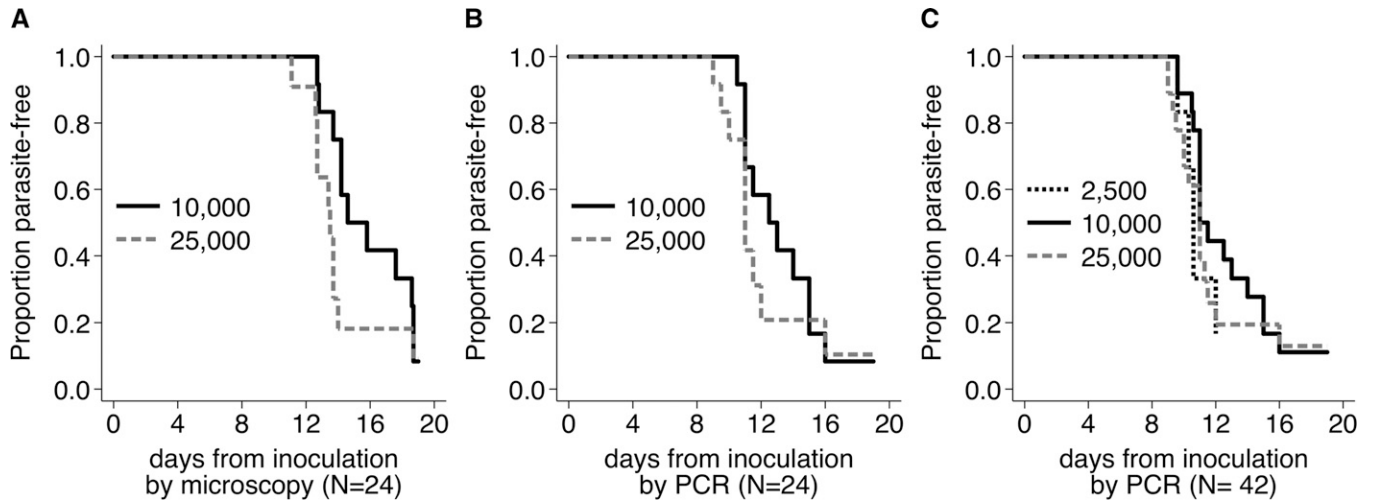 A
Proportion parasite-free
1.0
0.8
0.6
0.4
0.2
0.0
10,000
25,000
0 4 8 12 16 20
days from inoculation
by microscopy (N=24)
B
Proportion parasite-free
1.0
0.8
0.6
0.4
0.2
0.0
10,000
25,000
0 4 8 12 16 20
days from inoculation
by PCR (N=24)
C
Proportion parasite-free
1.0
0.8
0.6
0.4
0.2
0.0
2,500
10,000
25,000
0 4 8 12 16 20
days from inoculation
by PCR (N= 42)